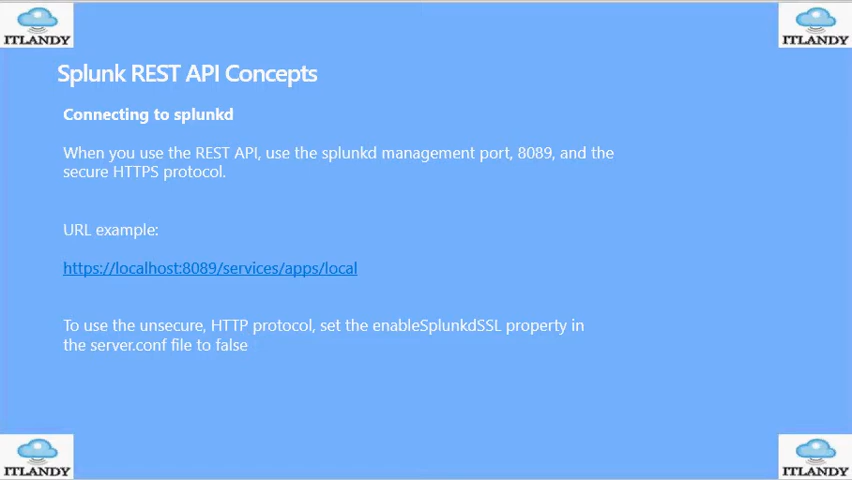 ITLANDY
ITLANDY
Splunk REST API Concepts
Connecting to splunkd
When you use the REST API, use the splunkd management port, 8089, and the
secure HTTPS protocol.
URL example:
https://localhost:8089/services/apps/local
To use the unsecure, HTTP protocol, set the enableSplunkdSSL property in
the server.conf file to false
ITLANDY
ITLANDY